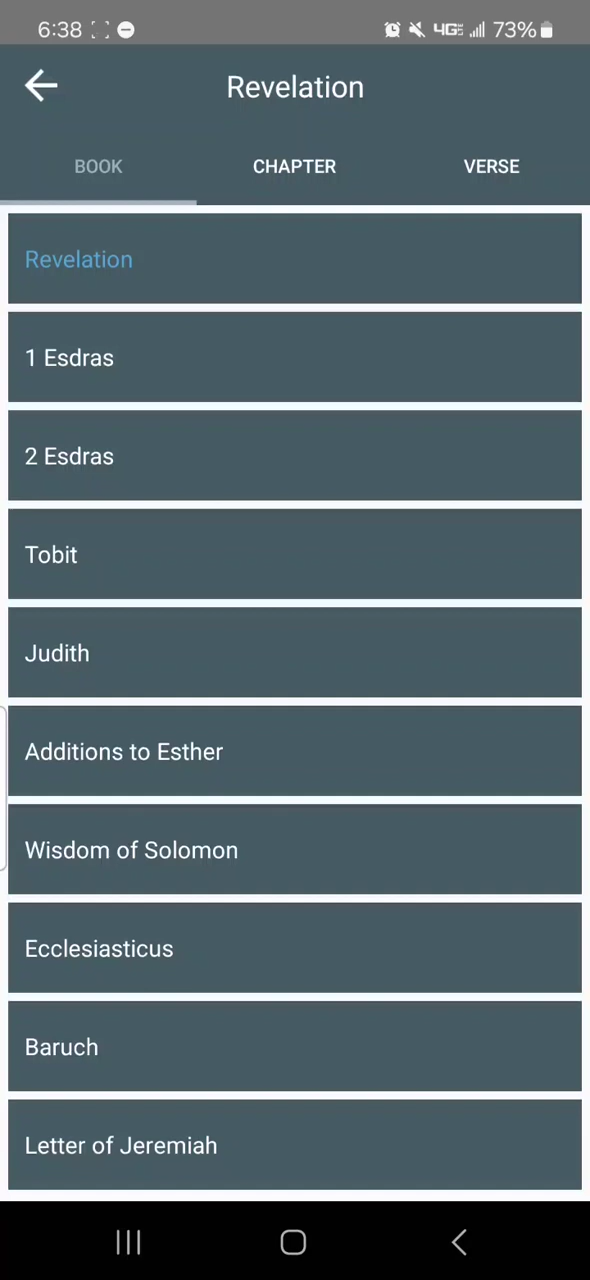 6:38 4G 73%
Revelation
BOOK CHAPTER VERSE
Revelation
1 Esdras
2 Esdras
Tobit
Judith
Additions to Esther
Wisdom of Solomon
Ecclesiasticus
Baruch
Letter of Jeremiah